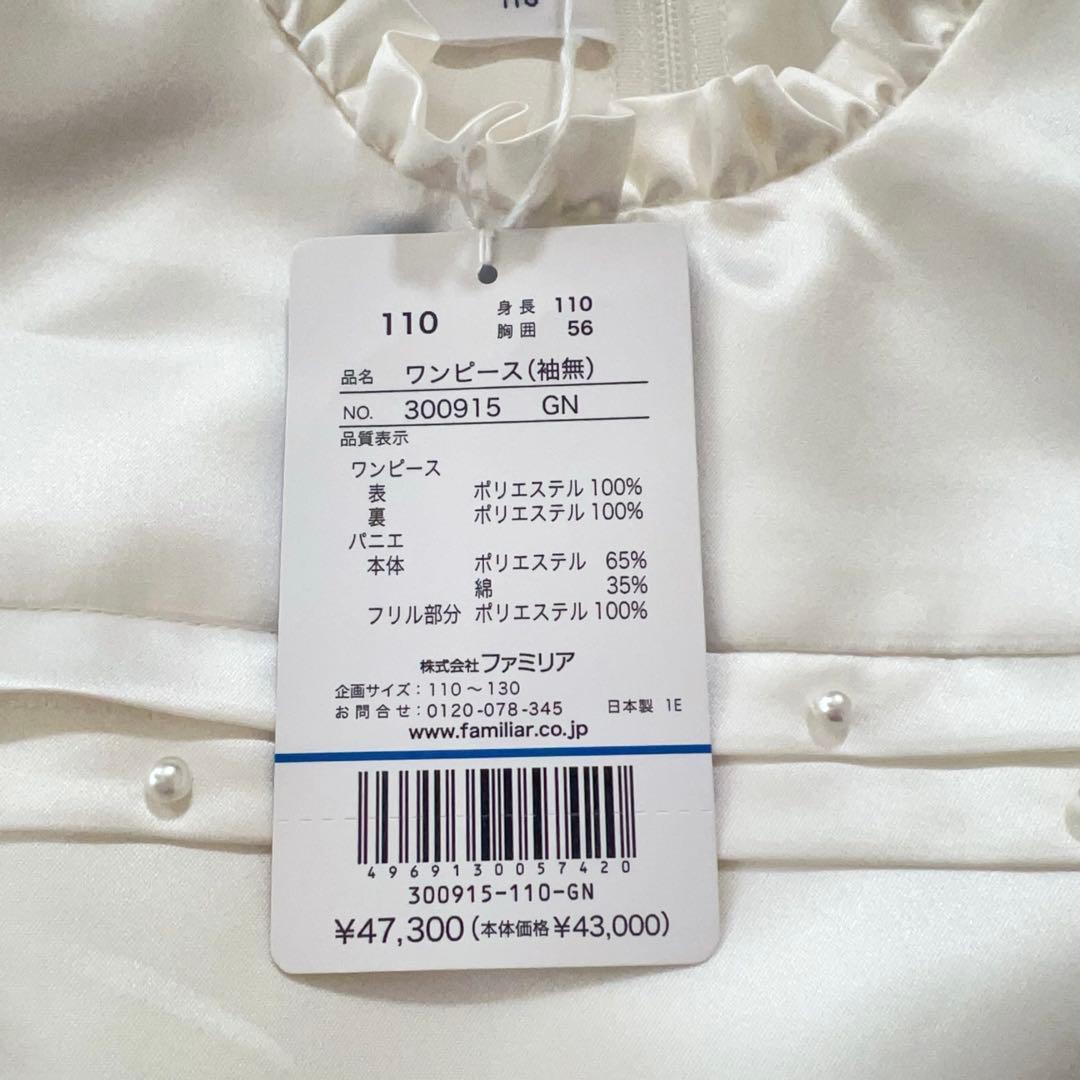 110
110 身長 110
胸囲 56
品名 ワンピース(袖無)
NO. 300915 GN
品質表示
ワンピース
表 ポリエステル 100%
裏 ポリエステル 100%
パニエ
本体 ポリエステル 65%
綿 35%
フリル部分 ポリエステル 100%
株式会社ファミリア
企画サイズ:110～130
お問合せ:0120-078-345 日本製 1E
www.familiar.co.jp
4969130057420
300915-110-GN
¥47,300(本体価格¥43,000)